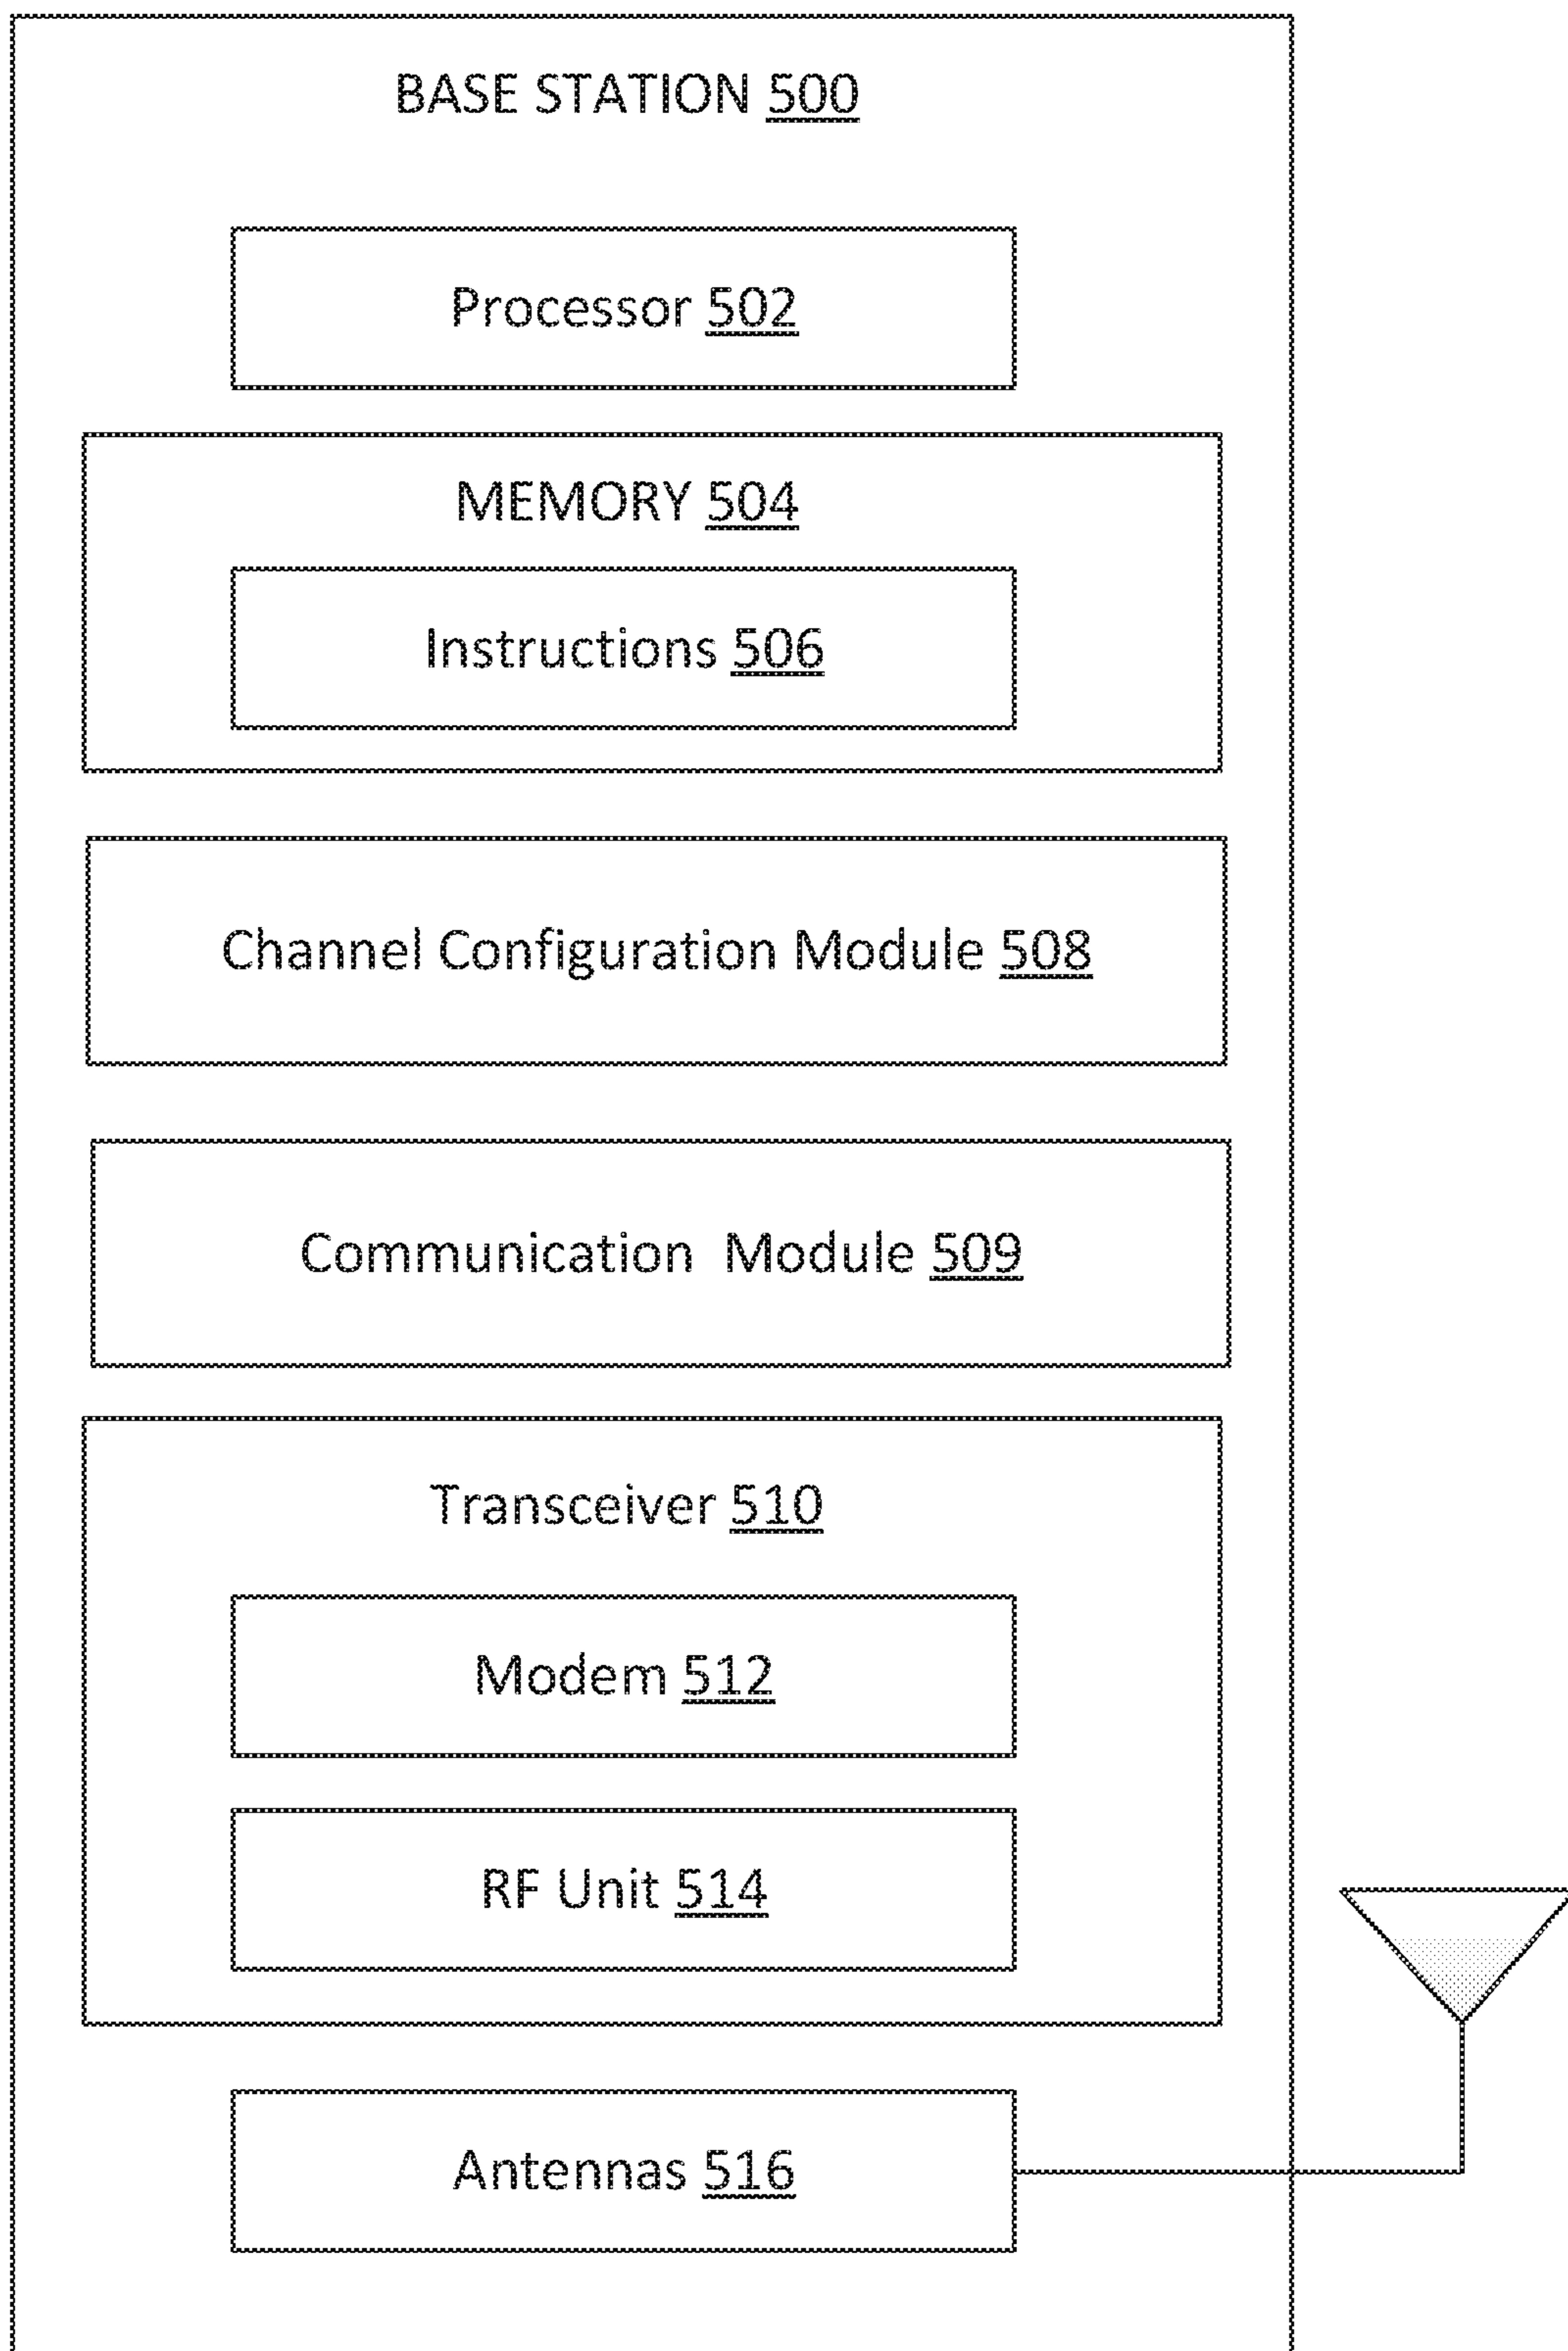 BASE STATION 500
Processor 502
MEMORY 504
Instructions 506
Channel Configuration Module 508
Communication Module 509
Transceiver 510
Modem 512
RF Unit 514
Antennas 516